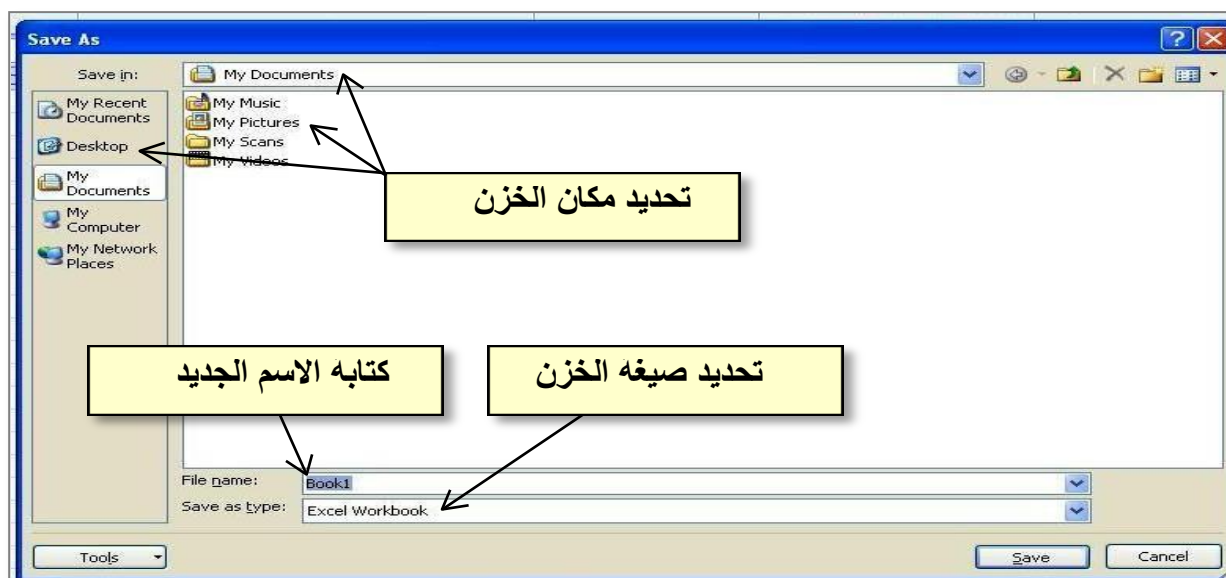 Save As
Save in:
My Documents
My Recent
Documents
Desktop
My
Documents
My
Computer
My Network
Places
My Music
My Pictures
My Scans
My Videos
تحديد مكان الخزن
كتابة الاسم الجديد
تحديد صيغة الخزن
File name:
Book1
Save as type:
Excel Workbook
Tools
Save
Cancel